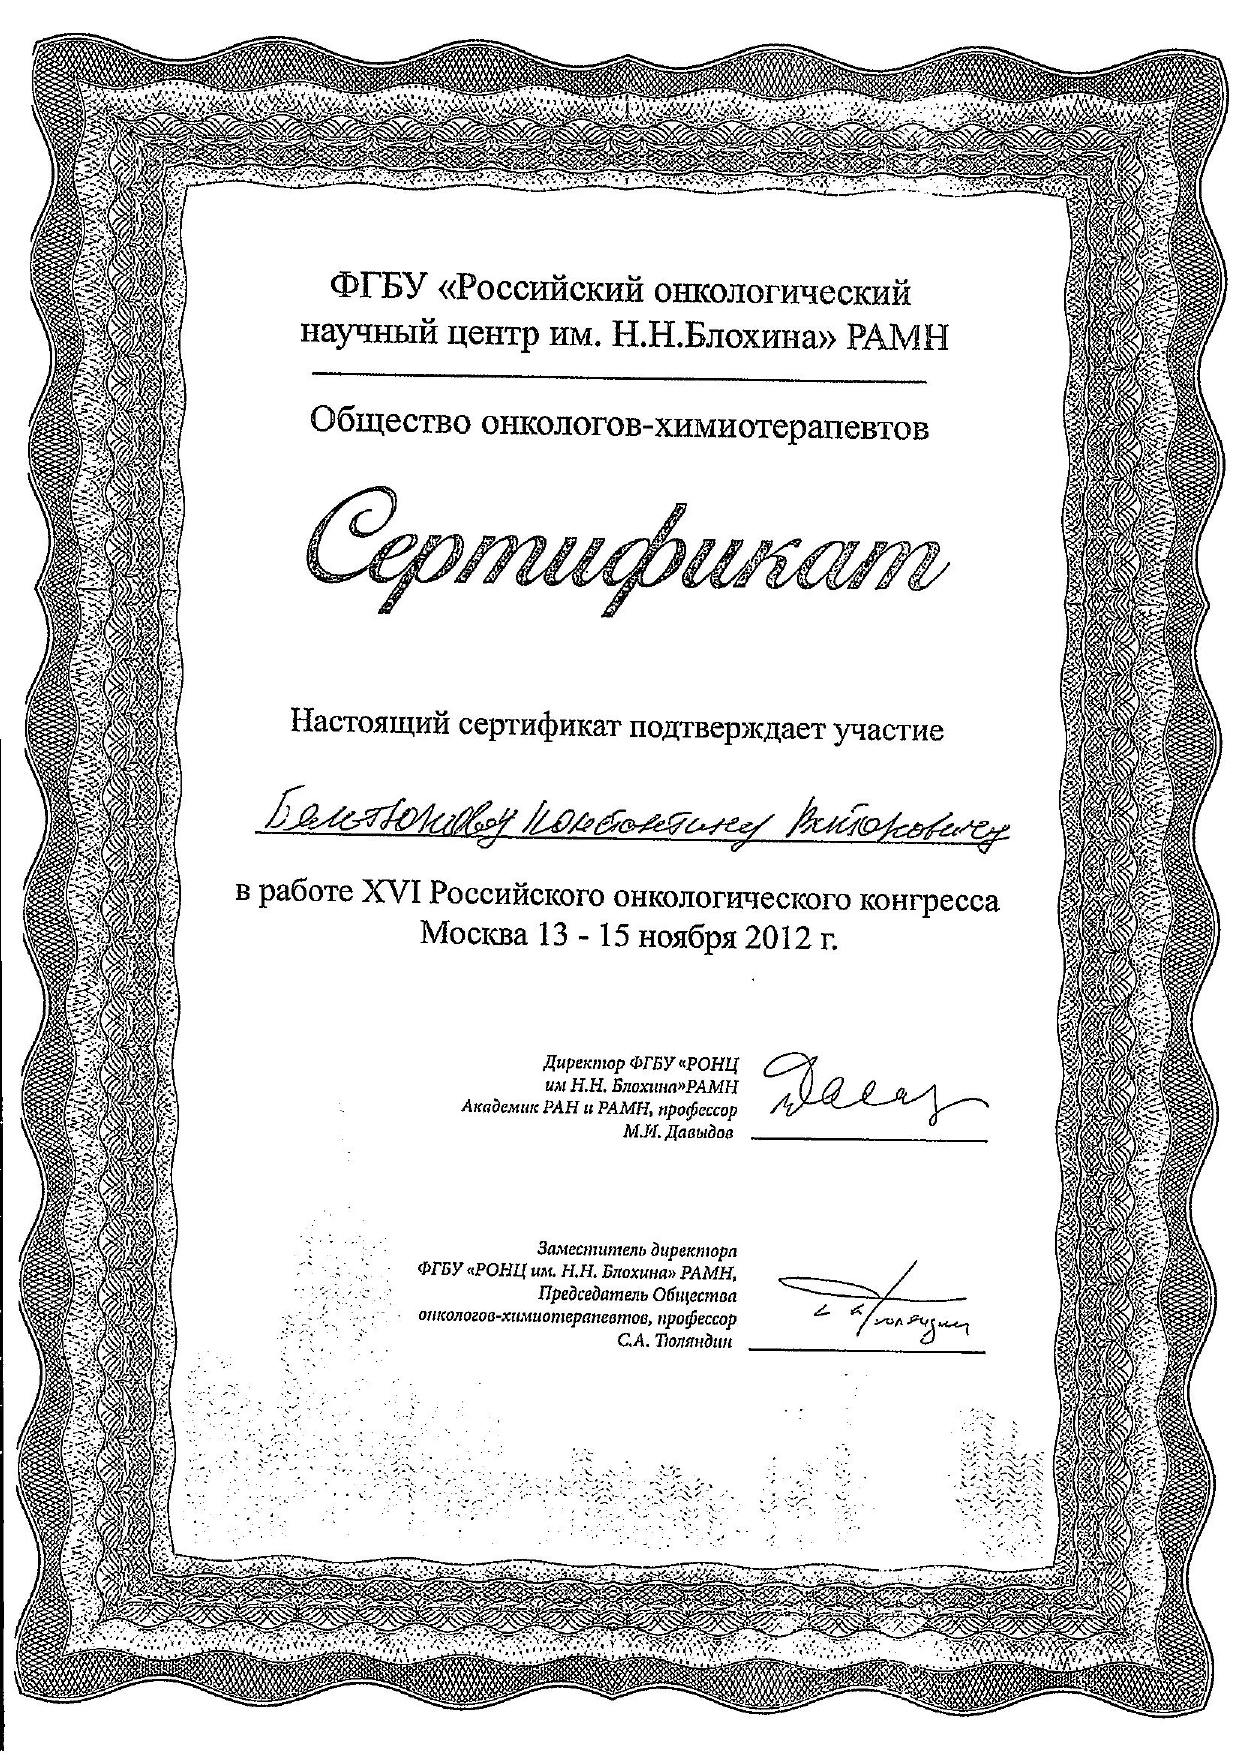 ФГБУ «Российский онкологический
научный центр им. Н.Н.Блохина» РАМН
Общество онкологов-химиотерапевтов
Сертификат
Настоящий сертификат подтверждает участие
Константину Викторовичу
в работе XVI Российского онкологического конгресса
Москва 13 - 15 ноября 2012 г.
Директор ФГБУ «РОНЦ
им Н.Н. Блохина»РАМН
Академик РАН и РАМН, профессор
М.И. Давыдов
Заместитель директора
ФГБУ «РОНЦ им. Н.Н. Блохина» РАМН,
Председатель Общества
онкологов-химиотерапевтов, профессор
С.А. Тюляндин